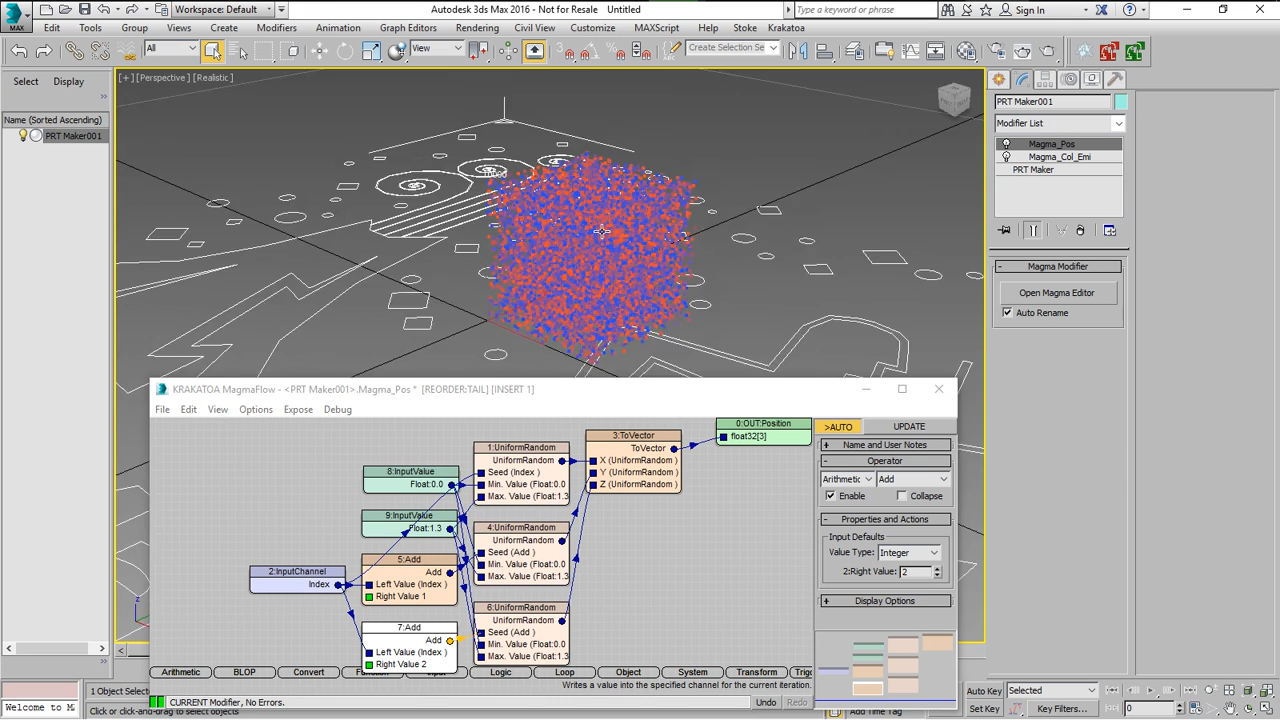 MAX
Workspace: Default
Autodesk 3ds Max 2016 - Not for Resale   Untitled
Type a keyword or phrase
Sign In
Edit Tools Group Views Create Modifiers Animation Graph Editors Rendering Civil View Customize MAXScript Stoke Krakatoa
All
View
Create Selection Se
Select Display
Name (Sorted Ascending)
PRT Maker001
[+] [Perspective] [Realistic]
PRT Maker001
Modifier List
Magma_Pos
Magma_Col_Emi
PRT Maker
Magma Modifier
Open Magma Editor
Auto Rename
KRAKATOA MagmaFlow - <PRT Maker001>.Magma_Pos * [REORDER:TAIL] [INSERT 1]
File Edit View Options Expose Debug
0:OUT:Position
float32[3]
3:ToVector
ToVector
X (UniformRandom )
Y (UniformRandom )
Z (UniformRandom )
1:UniformRandom
UniformRandom
Seed (Index )
Min. Value (Float:0.0
Max. Value (Float:1.3
8:InputValue
Float:0.0
9:InputValue
Float:1.3
4:UniformRandom
UniformRandom
Seed (Add )
Min. Value (Float:0.0
Max. Value (Float:1.3
5:Add
Add
Left Value (Index )
Right Value 1
2:InputChannel
Index
6:UniformRandom
UniformRandom
Seed (Add )
Min. Value (Float:0.0
Max. Value (Float:1.3
7:Add
Add
Left Value (Index )
Right Value 2
>AUTO UPDATE
Name and User Notes
Operator
Arithmetic Add
Enable Collapse
Properties and Actions
Input Defaults
Value Type: Integer
2:Right Value: 2
Display Options
Arithmetic BLOP Convert Function Input Logic Loop Object System Transform Trig
Writes a value into the specified channel for the current iteration.
CURRENT Modifier, No Errors.
Undo Redo
1 Object Selec
Welcome to M
Click or click-and-drag to select objects
Add Time Tag
Auto Key Selected
Set Key Key Filters...
0